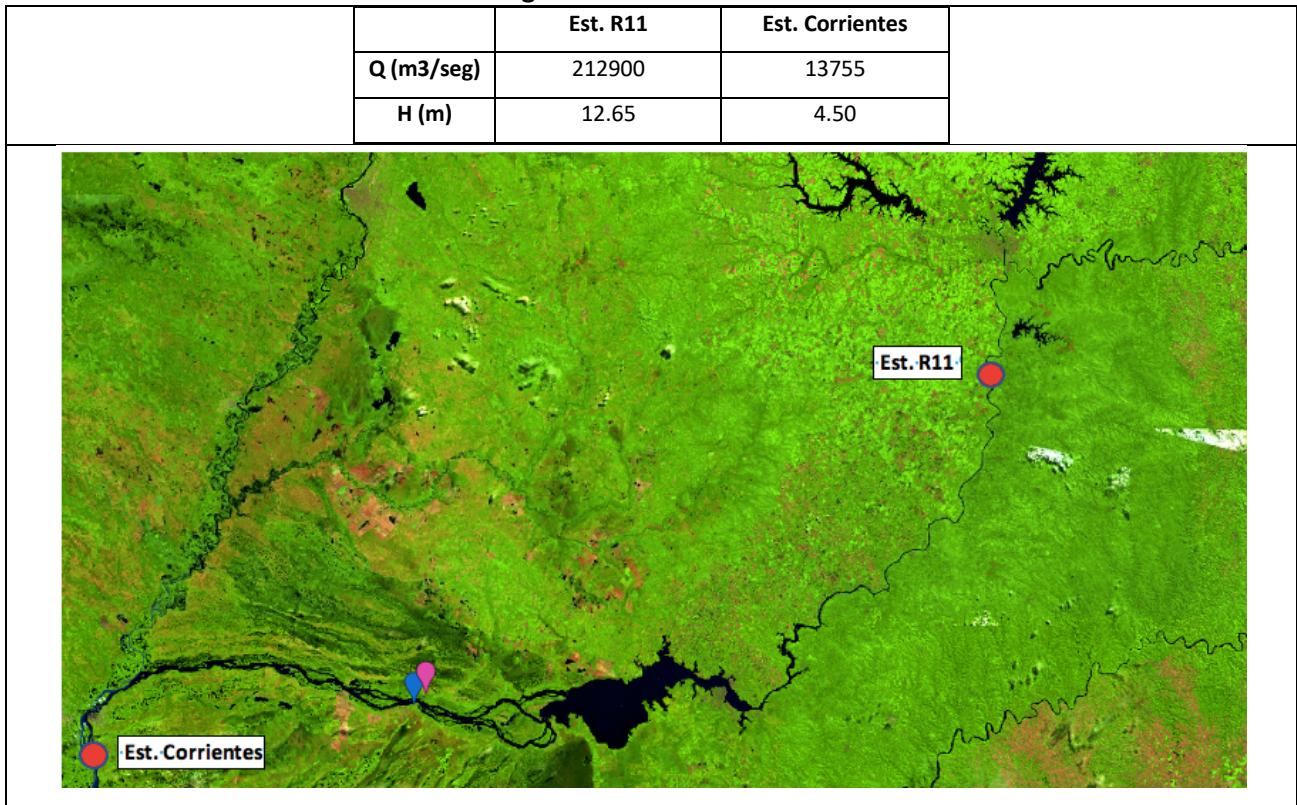 Est. R11 Est. Corrientes
Q (m3/seg) 212900 13755
H (m) 12.65 4.50
Est. R11
Est. Corrientes